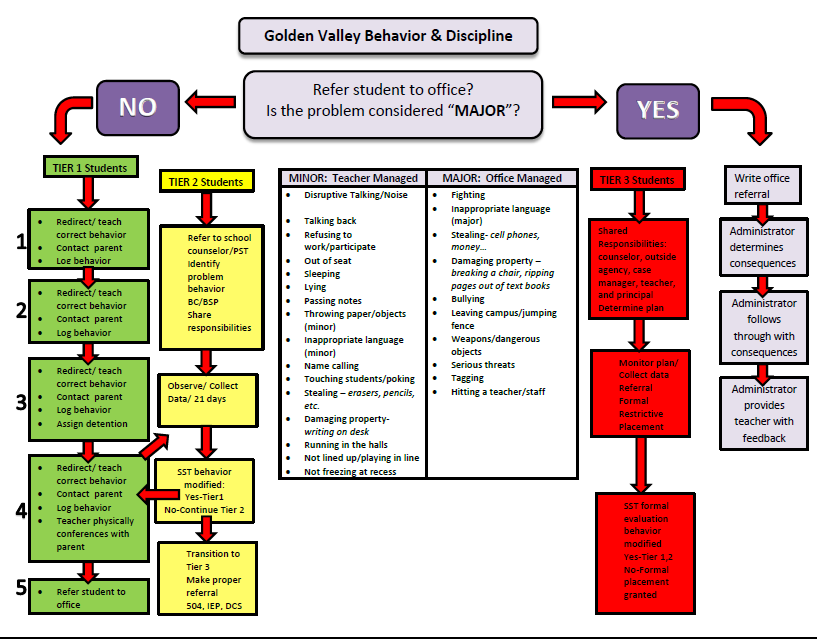 Golden Valley Behavior & Discipline
Refer student to office?
Is the problem considered “MAJOR”?
NO
YES
TIER 1 Students
1
• Redirect/ teach
correct behavior
• Contact parent
• Log behavior
2
• Redirect/ teach
correct behavior
• Contact parent
• Log behavior
3
• Redirect/ teach
correct behavior
• Contact parent
• Log behavior
• Assign detention
4
• Redirect/ teach
correct behavior
• Contact parent
• Log behavior
• Teacher physically
conferences with
parent
5
• Refer student to
office
TIER 2 Students
Refer to school
counselor/PST
Identify
problem
behavior
BC/BSP
Share
responsibilities
Observe/ Collect
Data/ 21 days
SST behavior
modified:
Yes-Tier1
No-Continue Tier 2
Transition to
Tier 3
Make proper
referral
504, IEP, DCS
MINOR: Teacher Managed
• Disruptive Talking/Noise
• Talking back
• Refusing to
work/participate
• Out of seat
• Sleeping
• Lying
• Passing notes
• Throwing paper/objects
(minor)
• Inappropriate language
(minor)
• Name calling
• Touching students/poking
• Stealing – erasers, pencils,
etc.
• Damaging property-
writing on desk
• Running in the halls
• Not lined up/playing in line
• Not freezing at recess
MAJOR: Office Managed
• Fighting
• Inappropriate language
(major)
• Stealing- cell phones,
money…
• Damaging property –
breaking a chair, ripping
pages out of text books
• Bullying
• Leaving campus/jumping
fence
• Weapons/dangerous
objects
• Serious threats
• Tagging
• Hitting a teacher/staff
TIER 3 Students
Shared
Responsibilities:
counselor, outside
agency, case
manager, teacher,
and principal
Determine plan
Monitor plan/
Collect data
Referral
Formal
Restrictive
Placement
SST formal
evaluation
behavior
modified
Yes-Tier 1,2
No-Formal
placement
granted
Write office
referral
Administrator
determines
consequences
Administrator
follows
through with
consequences
Administrator
provides
teacher with
feedback